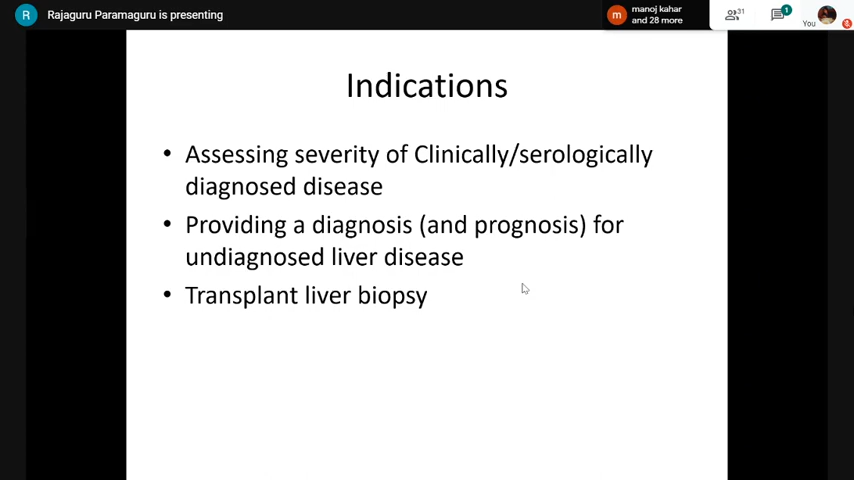 R Rajaguru Paramaguru is presenting
m manoj kahar
and 28 more
31
1
You
Indications
• Assessing severity of Clinically/serologically
diagnosed disease
• Providing a diagnosis (and prognosis) for
undiagnosed liver disease
• Transplant liver biopsy